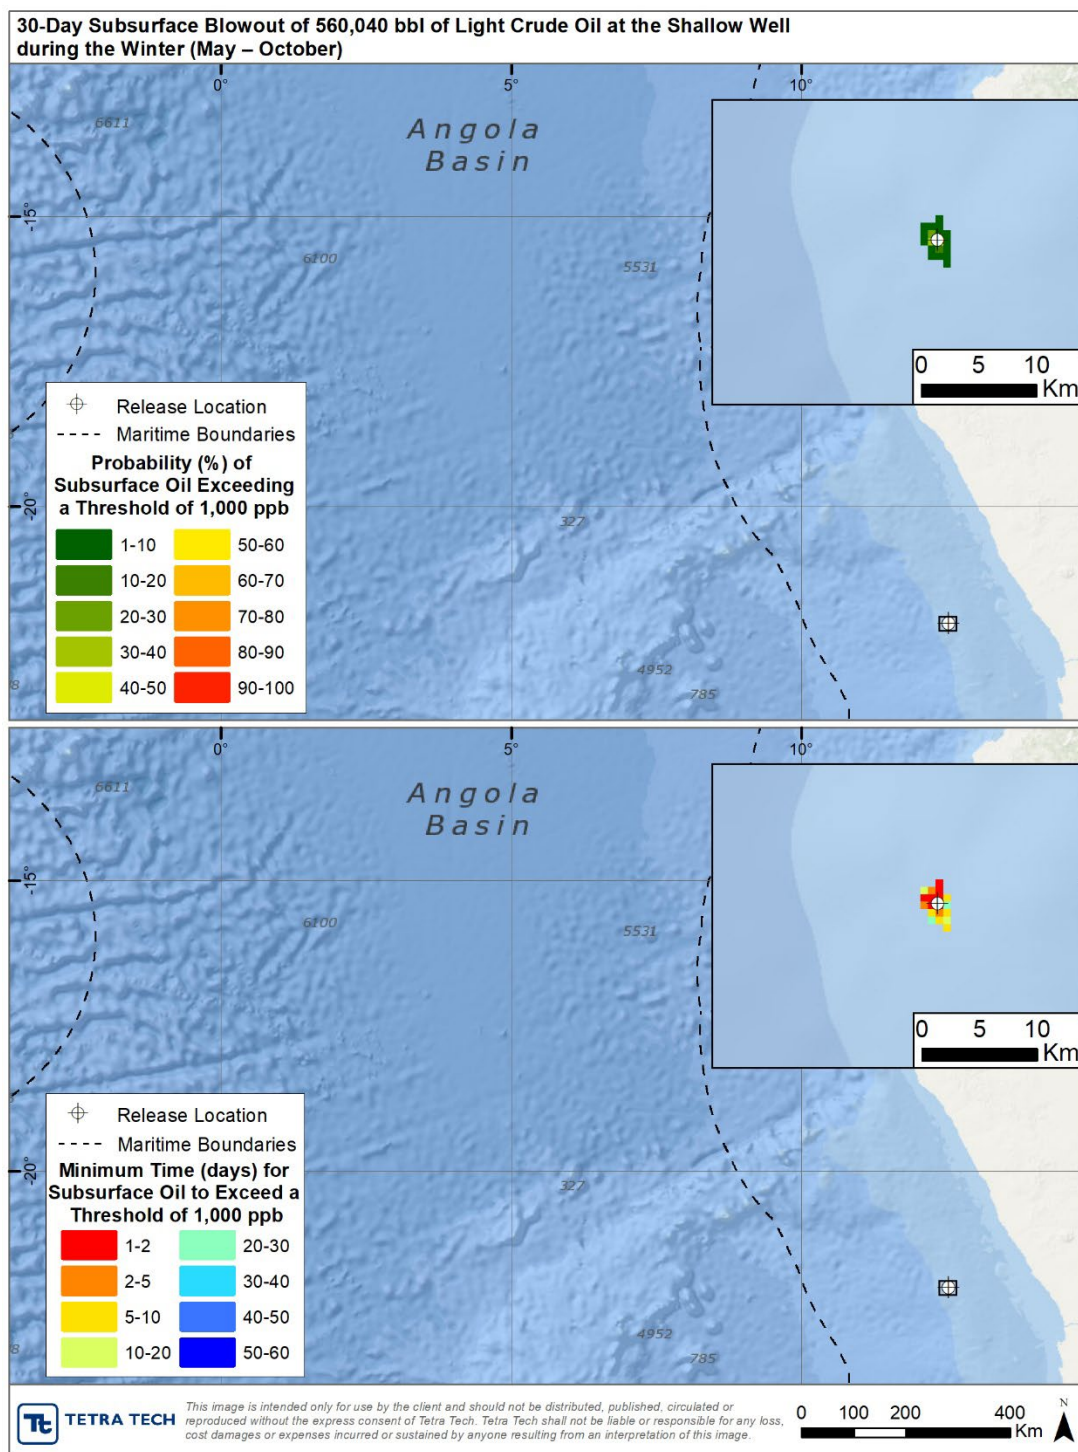 30-Day Subsurface Blowout of 560,040 bbl of Light Crude Oil at the Shallow Well
during the Winter (May – October)
0° 5° 10°
6611
Angola
Basin
-15°
6100
5531
0 5 10
Km
Release Location
Maritime Boundaries
Probability (%) of
Subsurface Oil Exceeding
a Threshold of 1,000 ppb
-20°
327
1-10 50-60
10-20 60-70
20-30 70-80
30-40 80-90
40-50 90-100
4952
785
0° 5° 10°
6611
Angola
Basin
-15°
6100
5531
0 5 10
Km
Release Location
Maritime Boundaries
Minimum Time (days) for
Subsurface Oil to Exceed a
Threshold of 1,000 ppb
-20°
327
1-2 20-30
2-5 30-40
5-10 40-50
10-20 50-60
4952
785
Tt TETRA TECH
This image is intended only for use by the client and should not be distributed, published, circulated or
reproduced without the express consent of Tetra Tech. Tetra Tech shall not be liable or responsible for any loss,
cost damages or expenses incurred or sustained by anyone resulting from an interpretation of this image.
0 100 200 400
Km
N